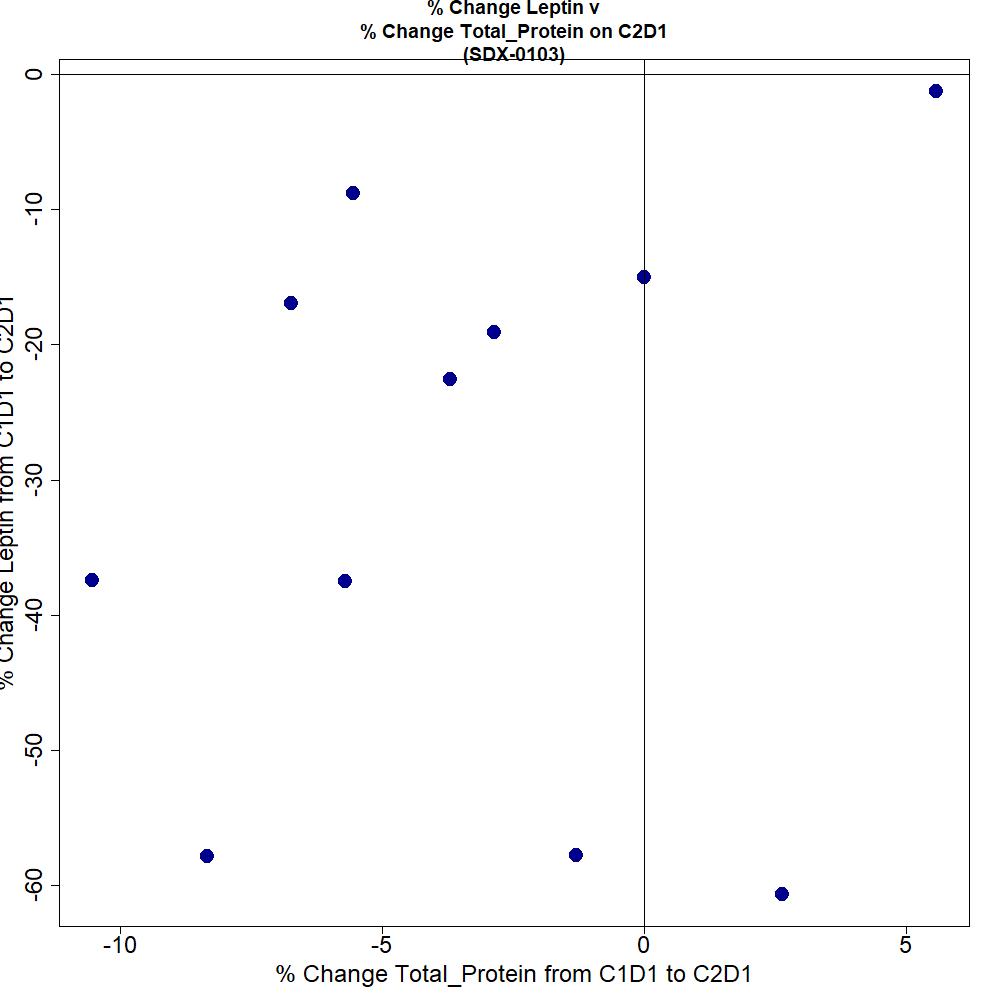 % Change Leptin v
% Change Total_Protein on C2D1
(SDX-0103)
% Change Leptin from C1D1 to C2D1
0
-10
-20
-30
-40
-50
-60
-10
-5
0
5
% Change Total_Protein from C1D1 to C2D1